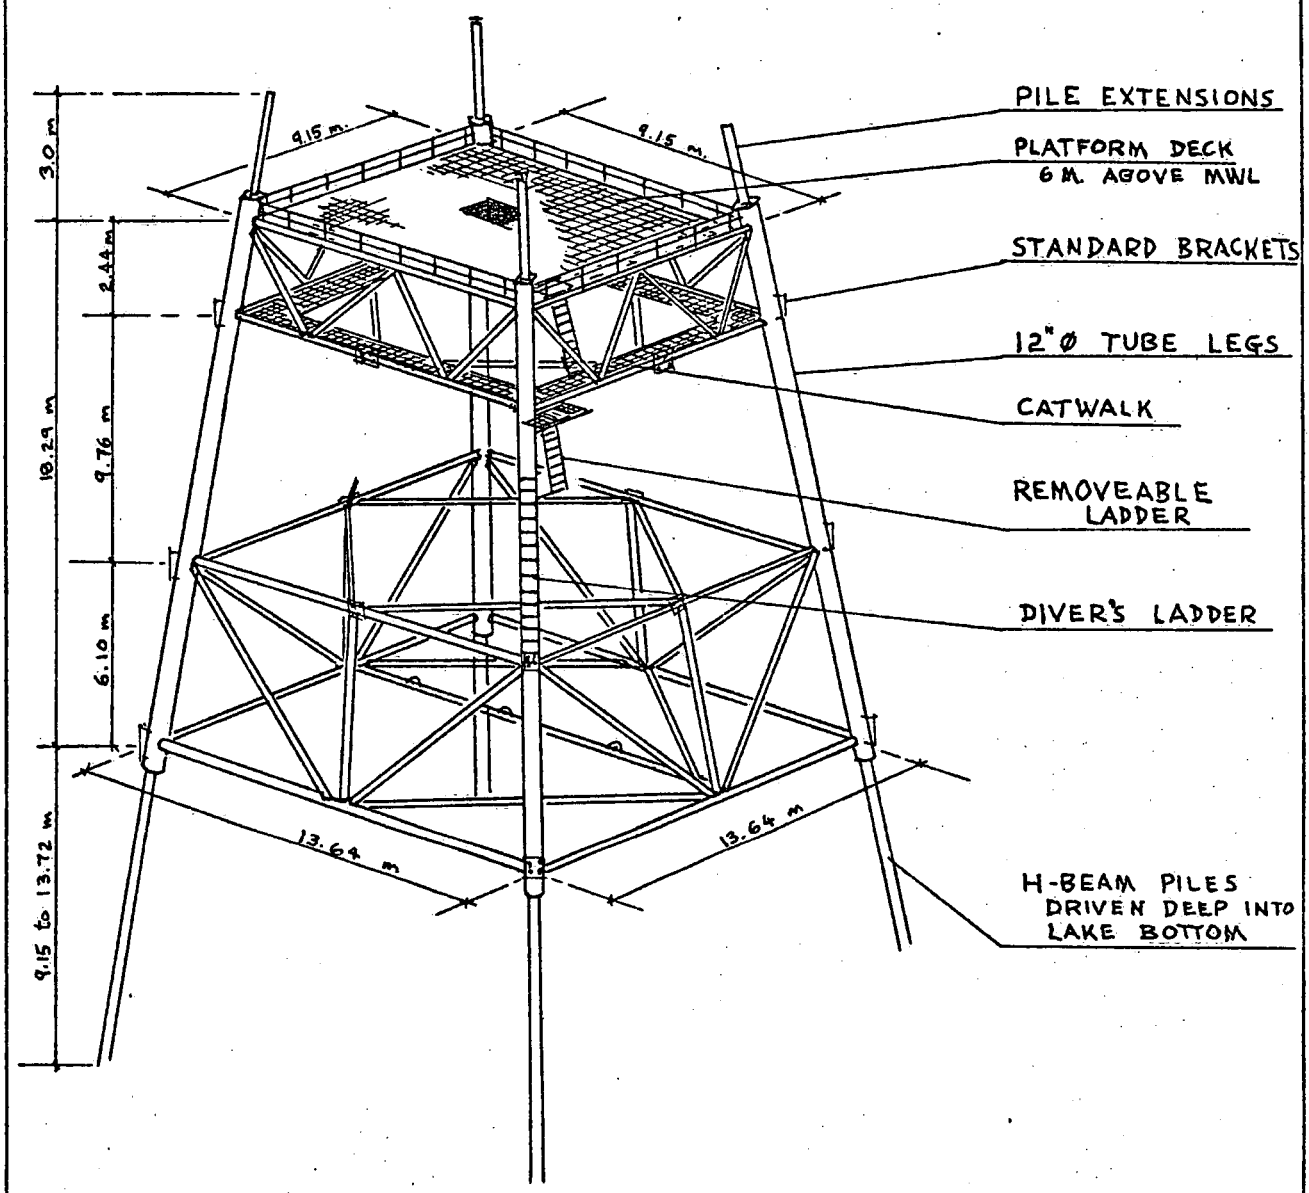 PILE EXTENSIONS
PLATFORM DECK
6 M. ABOVE MWL
STANDARD BRACKETS
12"Ø TUBE LEGS
CATWALK
REMOVEABLE
LADDER
DIVER'S LADDER
H-BEAM PILES
DRIVEN DEEP INTO
LAKE BOTTOM
9.15 m.
9.15 m.
3.0 m
2.44 m
18.29 m
9.76 m
6.10 m
9.15 to 13.72 m
13.64 m
13.64 m